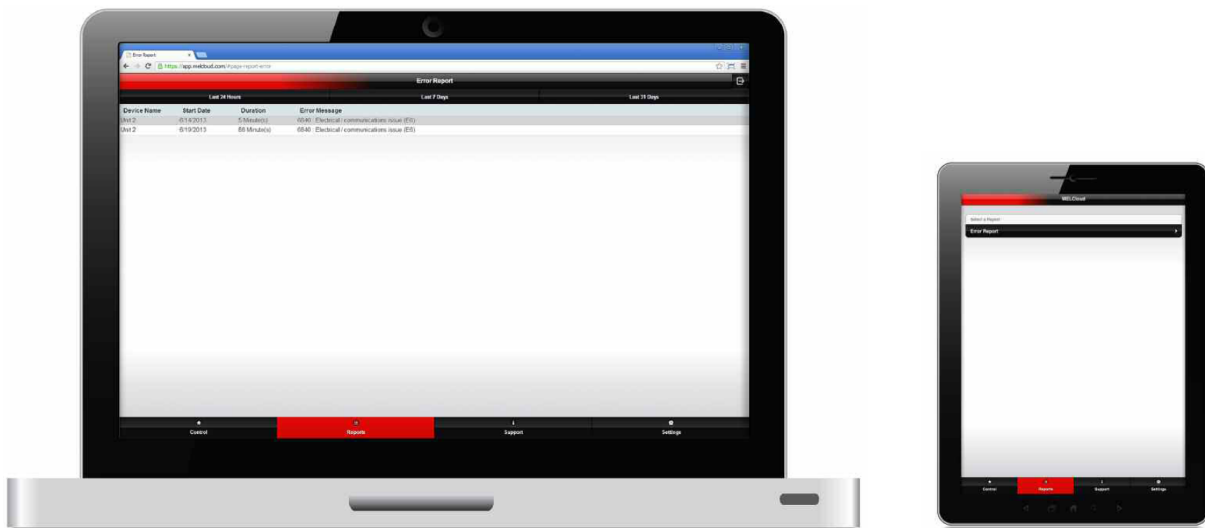 Error Report
https://app.melcloud.com/#page-report-error
Error Report
Last 24 Hours Last 7 Days Last 31 Days
Device Name Start Date Duration Error Message
Unit 2 6/14/2013 5 Minute(s) 6840 : Electrical / communications issue (E6)
Unit 2 6/19/2013 88 Minute(s) 6840 : Electrical / communications issue (E6)
Control Reports Support Settings
MELCloud
Select a Report
Error Report
Control Reports Support Settings